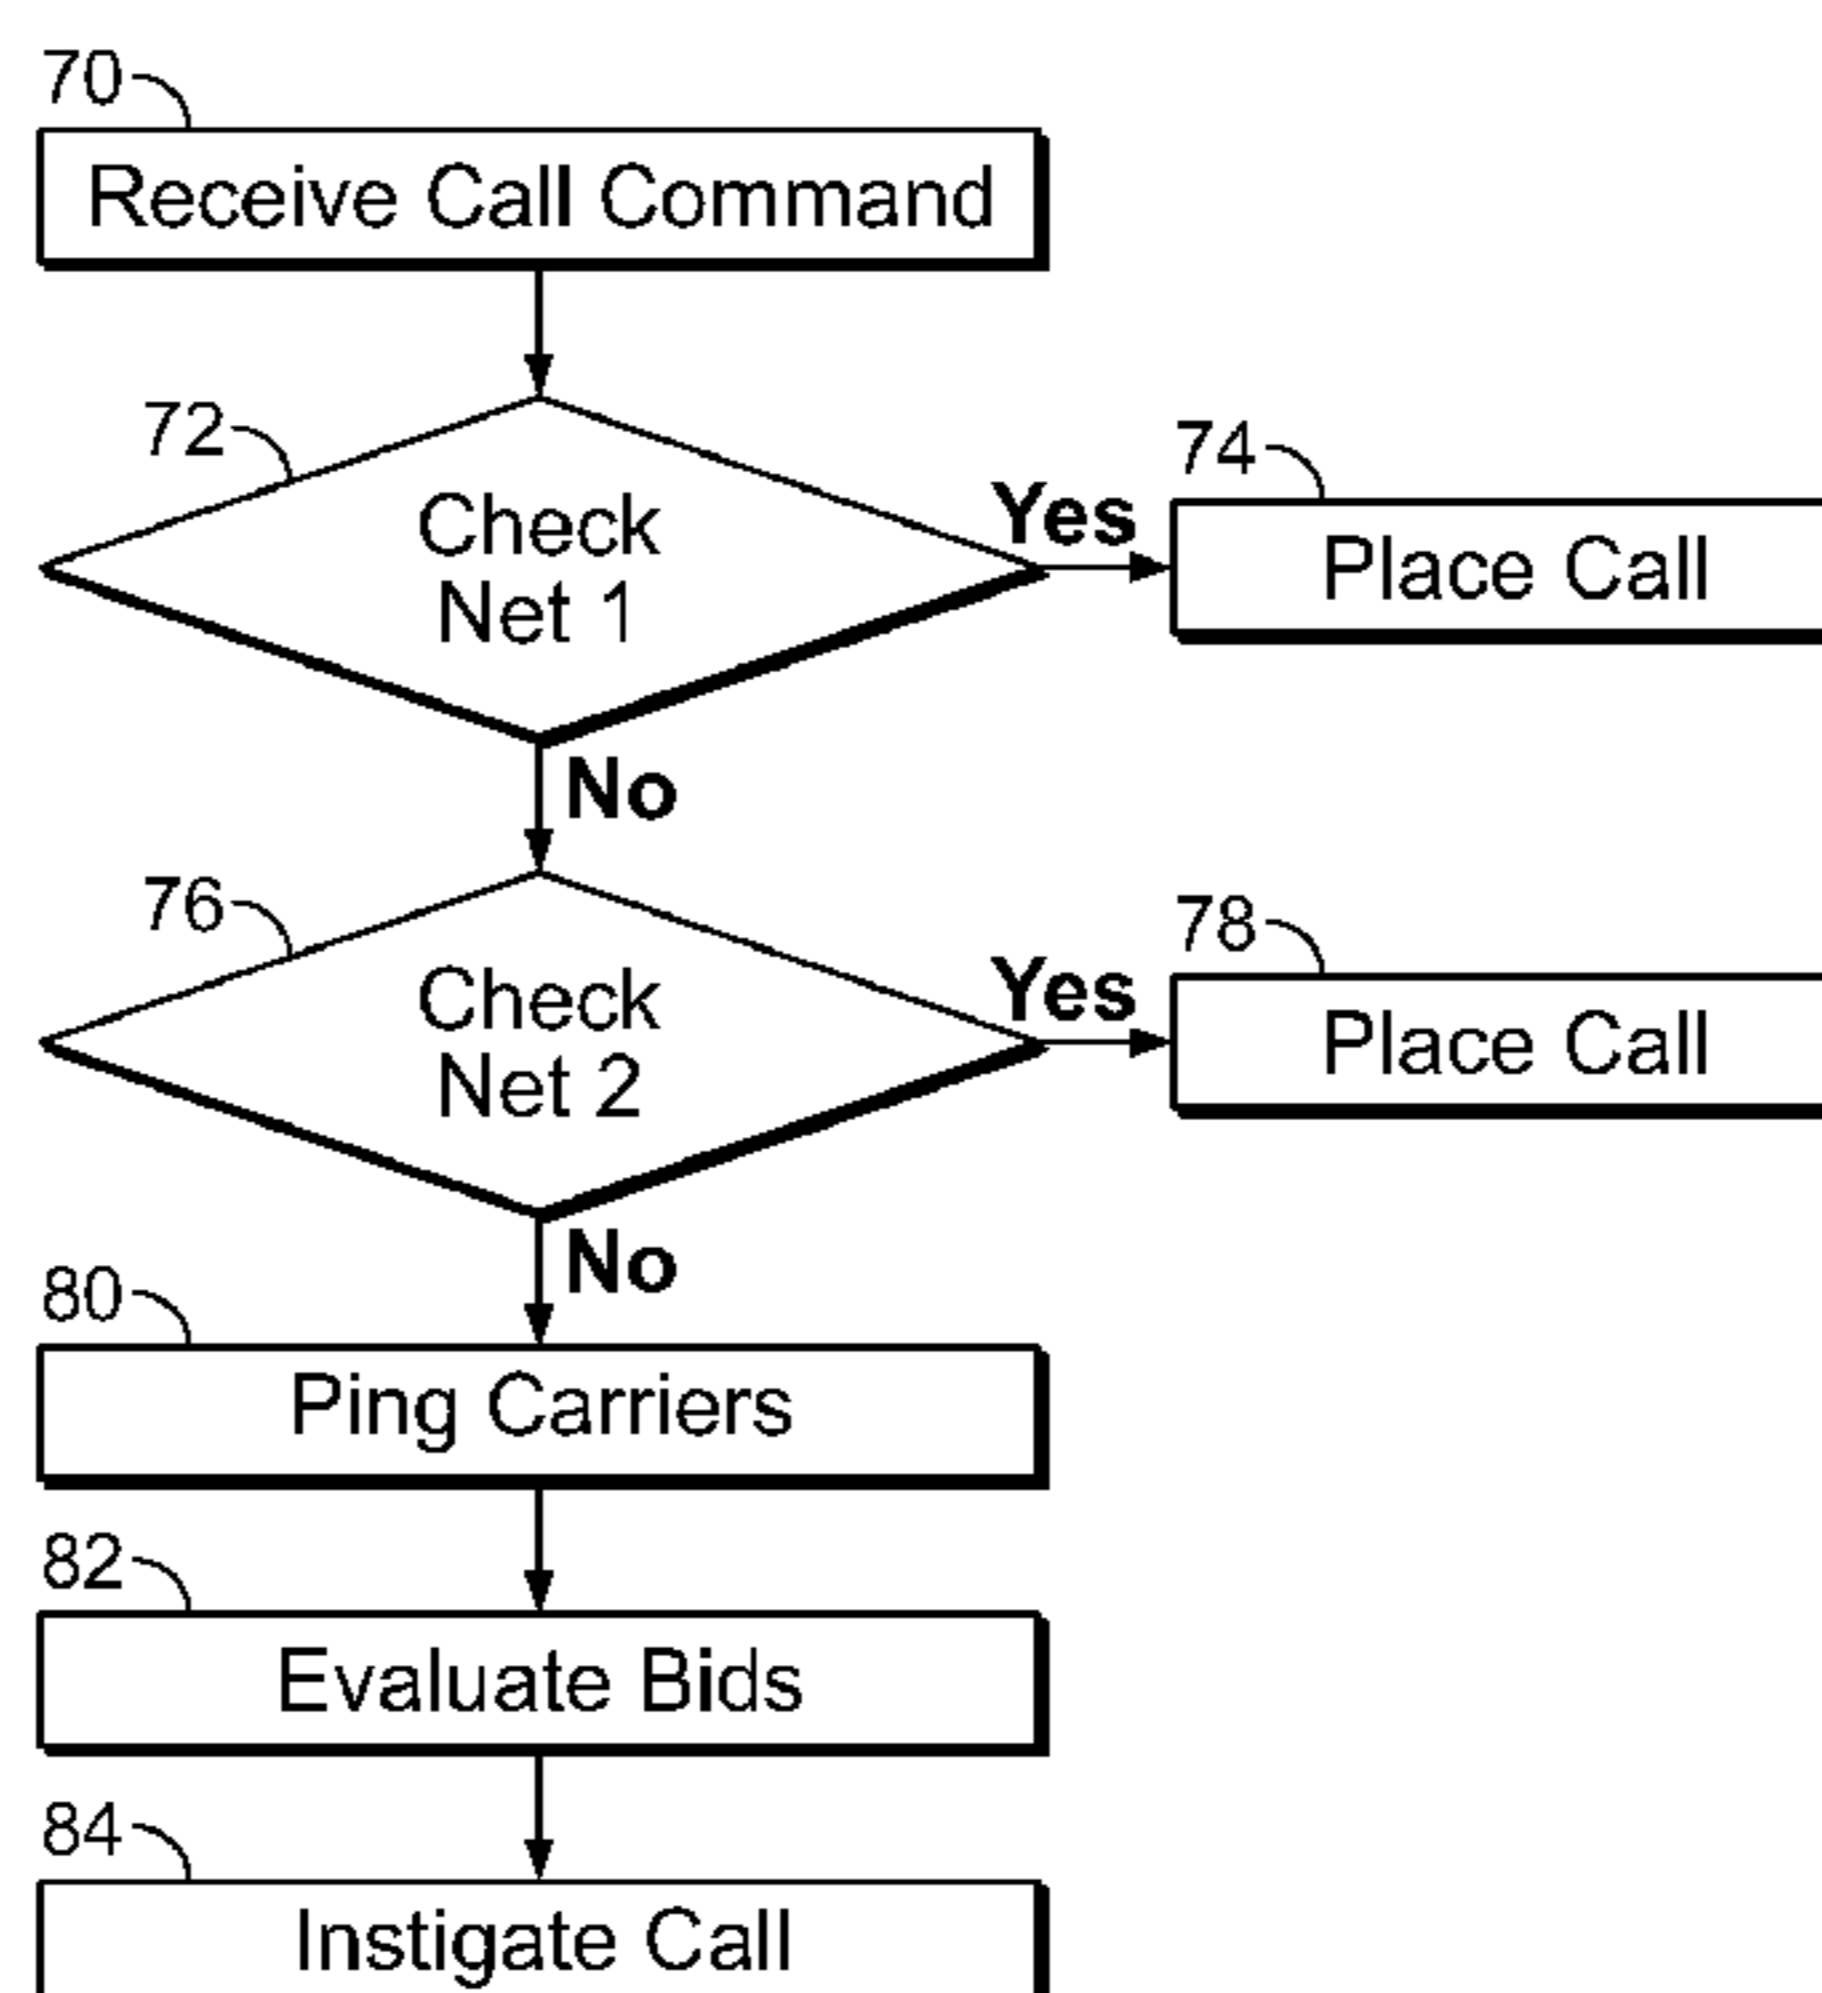 70
Receive Call Command
72
Check
Net 1
Yes
74
Place Call
No
76
Check
Net 2
Yes
78
Place Call
No
80
Ping Carriers
82
Evaluate Bids
84
Instigate Call